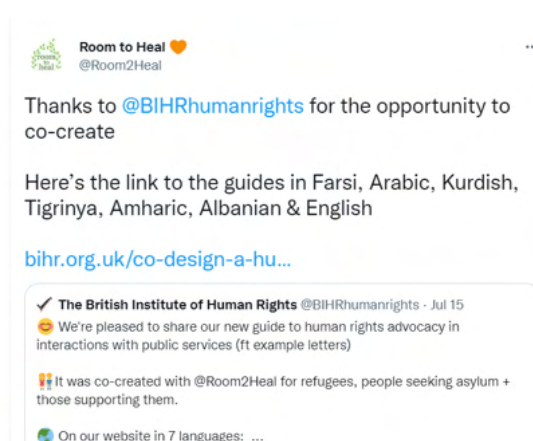 Room to Heal 🧡
@Room2Heal
room
to
heal
Thanks to @BIHRhumanrights for the opportunity to
co-create
Here's the link to the guides in Farsi, Arabic, Kurdish,
Tigrinya, Amharic, Albanian & English
bihr.org.uk/co-design-a-hu...
The British Institute of Human Rights @BIHRhumanrights · Jul 15
😊 We're pleased to share our new guide to human rights advocacy in
interactions with public services (ft example letters)
👫It was co-created with @Room2Heal for refugees, people seeking asylum +
those supporting them.
🌏 On our website in 7 languages: ...